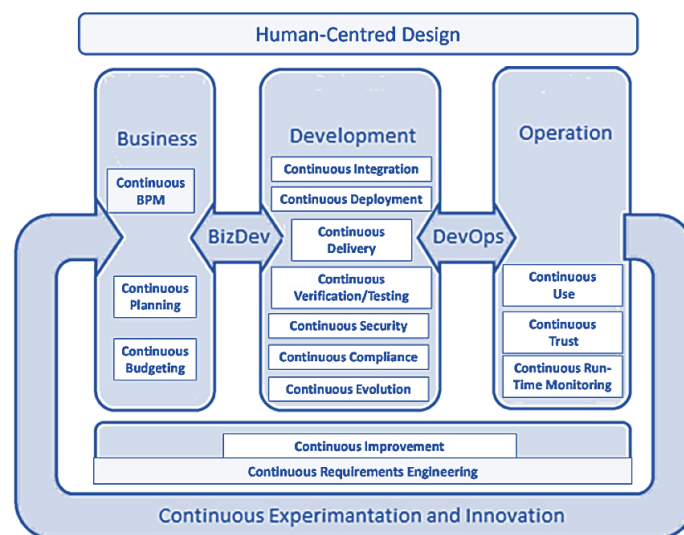 Human-Centred Design
Business
Continuous
BPM
Continuous
Planning
Continuous
Budgeting
BizDev
Development
Continuous Integration
Continuous Deployment
Continuous
Delivery
Continuous
Verification/Testing
Continuous Security
Continuous Compliance
Continuous Evolution
DevOps
Operation
Continuous
Use
Continuous
Trust
Continuous Run-
Time Monitoring
Continuous Improvement
Continuous Requirements Engineering
Continuous Experimantation and Innovation